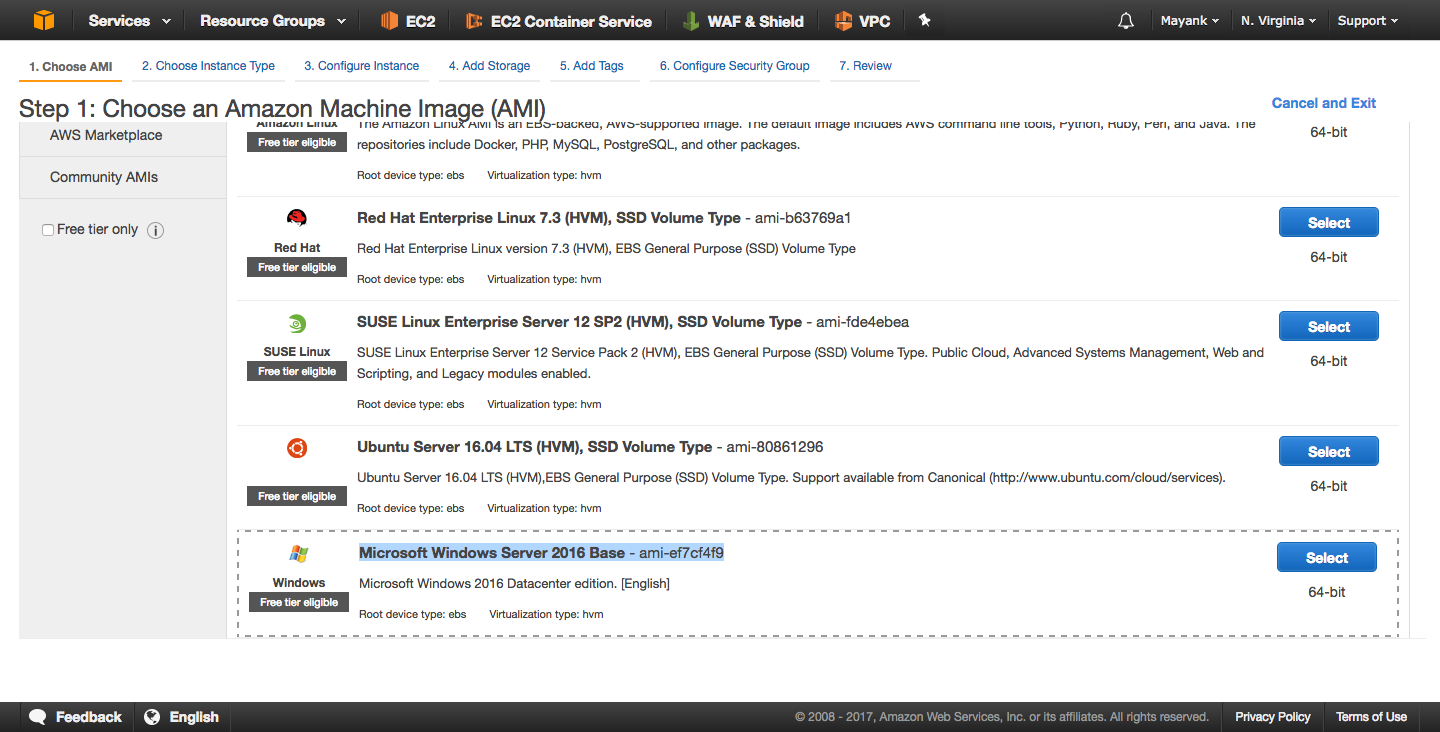 Services Resource Groups EC2 EC2 Container Service WAF & Shield VPC Mayank N. Virginia Support
1. Choose AMI 2. Choose Instance Type 3. Configure Instance 4. Add Storage 5. Add Tags 6. Configure Security Group 7. Review
Step 1: Choose an Amazon Machine Image (AMI) Cancel and Exit
AWS Marketplace
Community AMIs
Free tier only
Amazon Linux
Free tier eligible
The Amazon Linux AMI is an EBS-backed, AWS-supported image. The default image includes AWS command line tools, Python, Ruby, Perl, and Java. The
repositories include Docker, PHP, MySQL, PostgreSQL, and other packages.
Root device type: ebs Virtualization type: hvm
64-bit
Red Hat
Free tier eligible
Red Hat Enterprise Linux 7.3 (HVM), SSD Volume Type - ami-b63769a1
Red Hat Enterprise Linux version 7.3 (HVM), EBS General Purpose (SSD) Volume Type
Root device type: ebs Virtualization type: hvm
Select
64-bit
SUSE Linux
Free tier eligible
SUSE Linux Enterprise Server 12 SP2 (HVM), SSD Volume Type - ami-fde4ebea
SUSE Linux Enterprise Server 12 Service Pack 2 (HVM), EBS General Purpose (SSD) Volume Type. Public Cloud, Advanced Systems Management, Web and
Scripting, and Legacy modules enabled.
Root device type: ebs Virtualization type: hvm
Select
64-bit
Free tier eligible
Ubuntu Server 16.04 LTS (HVM), SSD Volume Type - ami-80861296
Ubuntu Server 16.04 LTS (HVM),EBS General Purpose (SSD) Volume Type. Support available from Canonical (http://www.ubuntu.com/cloud/services).
Root device type: ebs Virtualization type: hvm
Select
64-bit
Windows
Free tier eligible
Microsoft Windows Server 2016 Base - ami-ef7cf4f9
Microsoft Windows 2016 Datacenter edition. [English]
Root device type: ebs Virtualization type: hvm
Select
64-bit
Feedback English © 2008 - 2017, Amazon Web Services, Inc. or its affiliates. All rights reserved. Privacy Policy Terms of Use